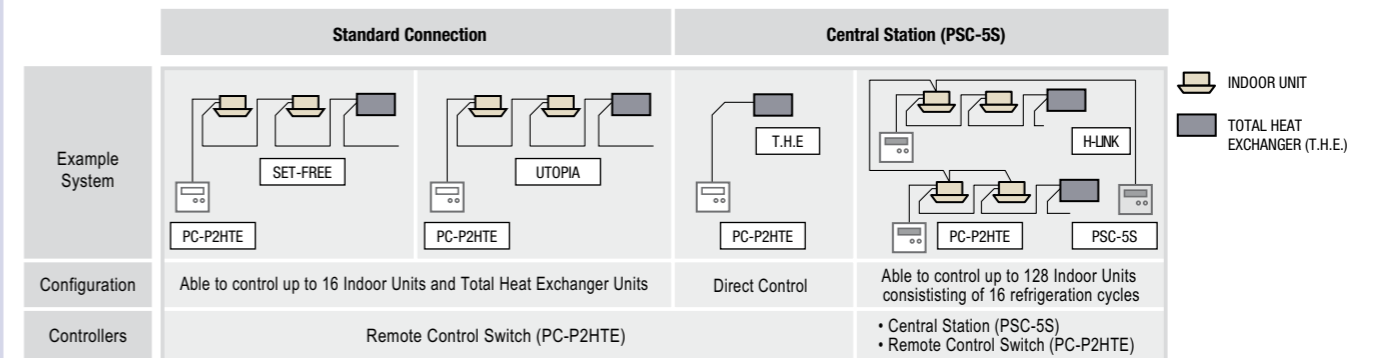 Standard Connection
Central Station (PSC-5S)
Example
System
SET-FREE
PC-P2HTE
UTOPIA
PC-P2HTE
T.H.E
PC-P2HTE
H-LINK
PC-P2HTE
PSC-5S
INDOOR UNIT
TOTAL HEAT
EXCHANGER (T.H.E.)
Configuration
Able to control up to 16 Indoor Units and Total Heat Exchanger Units
Direct Control
Able to control up to 128 Indoor Units
consististing of 16 refrigeration cycles
Controllers
Remote Control Switch (PC-P2HTE)
• Central Station (PSC-5S)
• Remote Control Switch (PC-P2HTE)